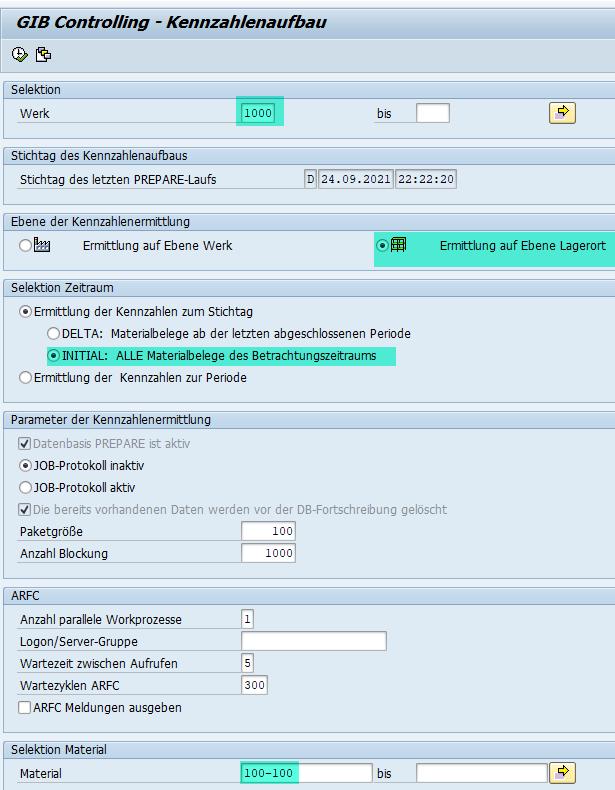 GIB Controlling - Kennzahlenaufbau
Selektion
Werk 1000 bis
Stichtag des Kennzahlenaufbaus
Stichtag des letzten PREPARE-Laufs D 24.09.2021 22:22:20
Ebene der Kennzahlenermittlung
Ermittlung auf Ebene Werk Ermittlung auf Ebene Lagerort
Selektion Zeitraum
Ermittlung der Kennzahlen zum Stichtag
DELTA: Materialbelege ab der letzten abgeschlossenen Periode
INITIAL: ALLE Materialbelege des Betrachtungszeitraums
Ermittlung der Kennzahlen zur Periode
Parameter der Kennzahlenermittlung
Datenbasis PREPARE ist aktiv
JOB-Protokoll inaktiv
JOB-Protokoll aktiv
Die bereits vorhandenen Daten werden vor der DB-Fortschreibung gelöscht
Paketgröße 100
Anzahl Blockung 1000
ARFC
Anzahl parallele Workprozesse 1
Logon/Server-Gruppe
Wartezeit zwischen Aufrufen 5
Wartezyklen ARFC 300
ARFC Meldungen ausgeben
Selektion Material
Material 100-100 bis